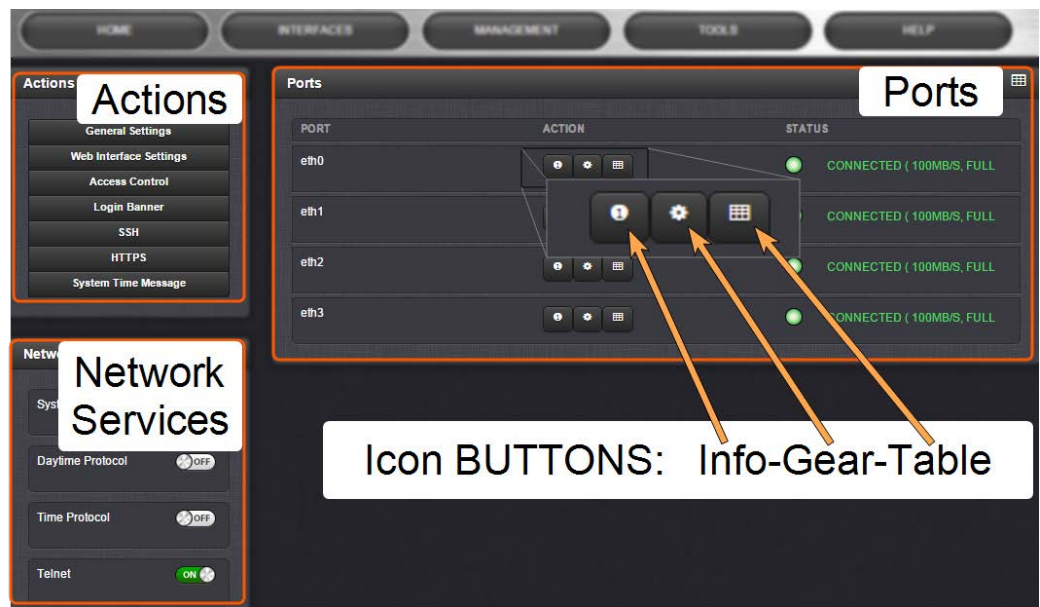 HOME INTERFACES MANAGEMENT TOOLS HELP
Actions
Actions
General Settings
Web Interface Settings
Access Control
Login Banner
SSH
HTTPS
System Time Message
Ports
Ports
PORT ACTION STATUS
eth0 CONNECTED ( 100MB/S, FULL
eth1 CONNECTED ( 100MB/S, FULL
eth2 CONNECTED ( 100MB/S, FULL
eth3 CONNECTED ( 100MB/S, FULL
Network
Services
Daytime Protocol OFF
Time Protocol OFF
Telnet ON
Icon BUTTONS: Info-Gear-Table